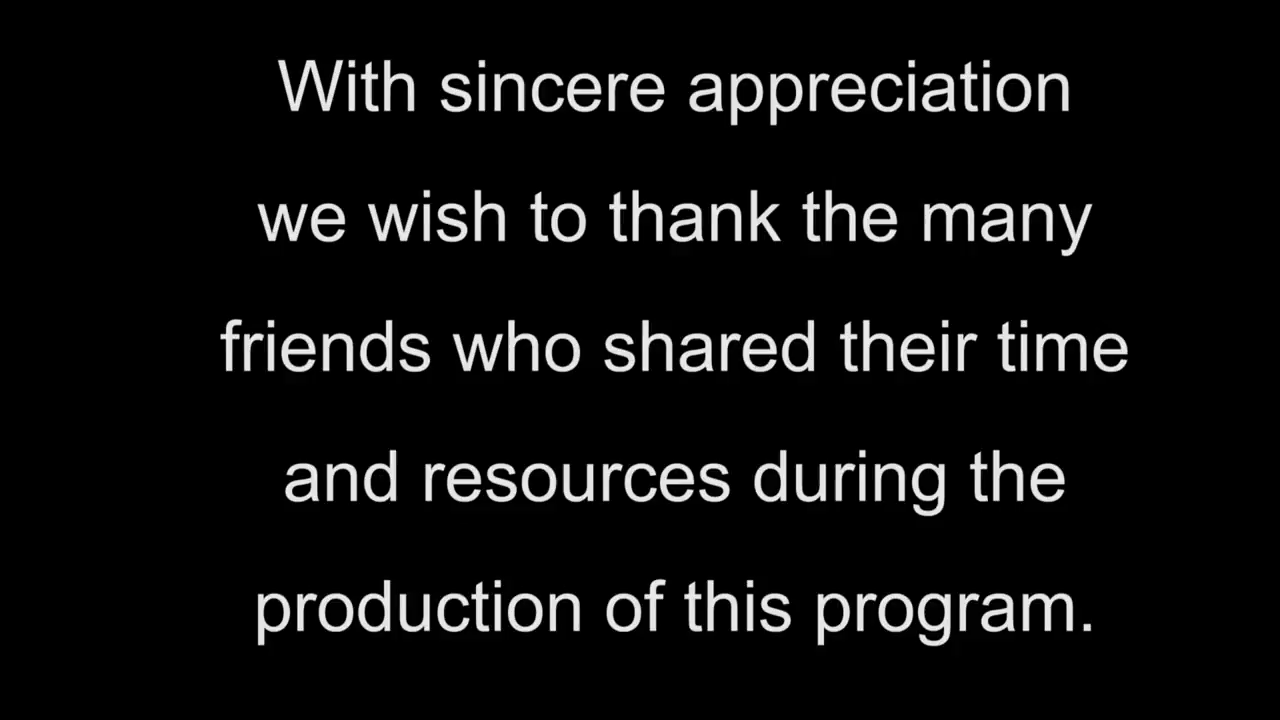 With sincere appreciation
we wish to thank the many
friends who shared their time
and resources during the
production of this program.